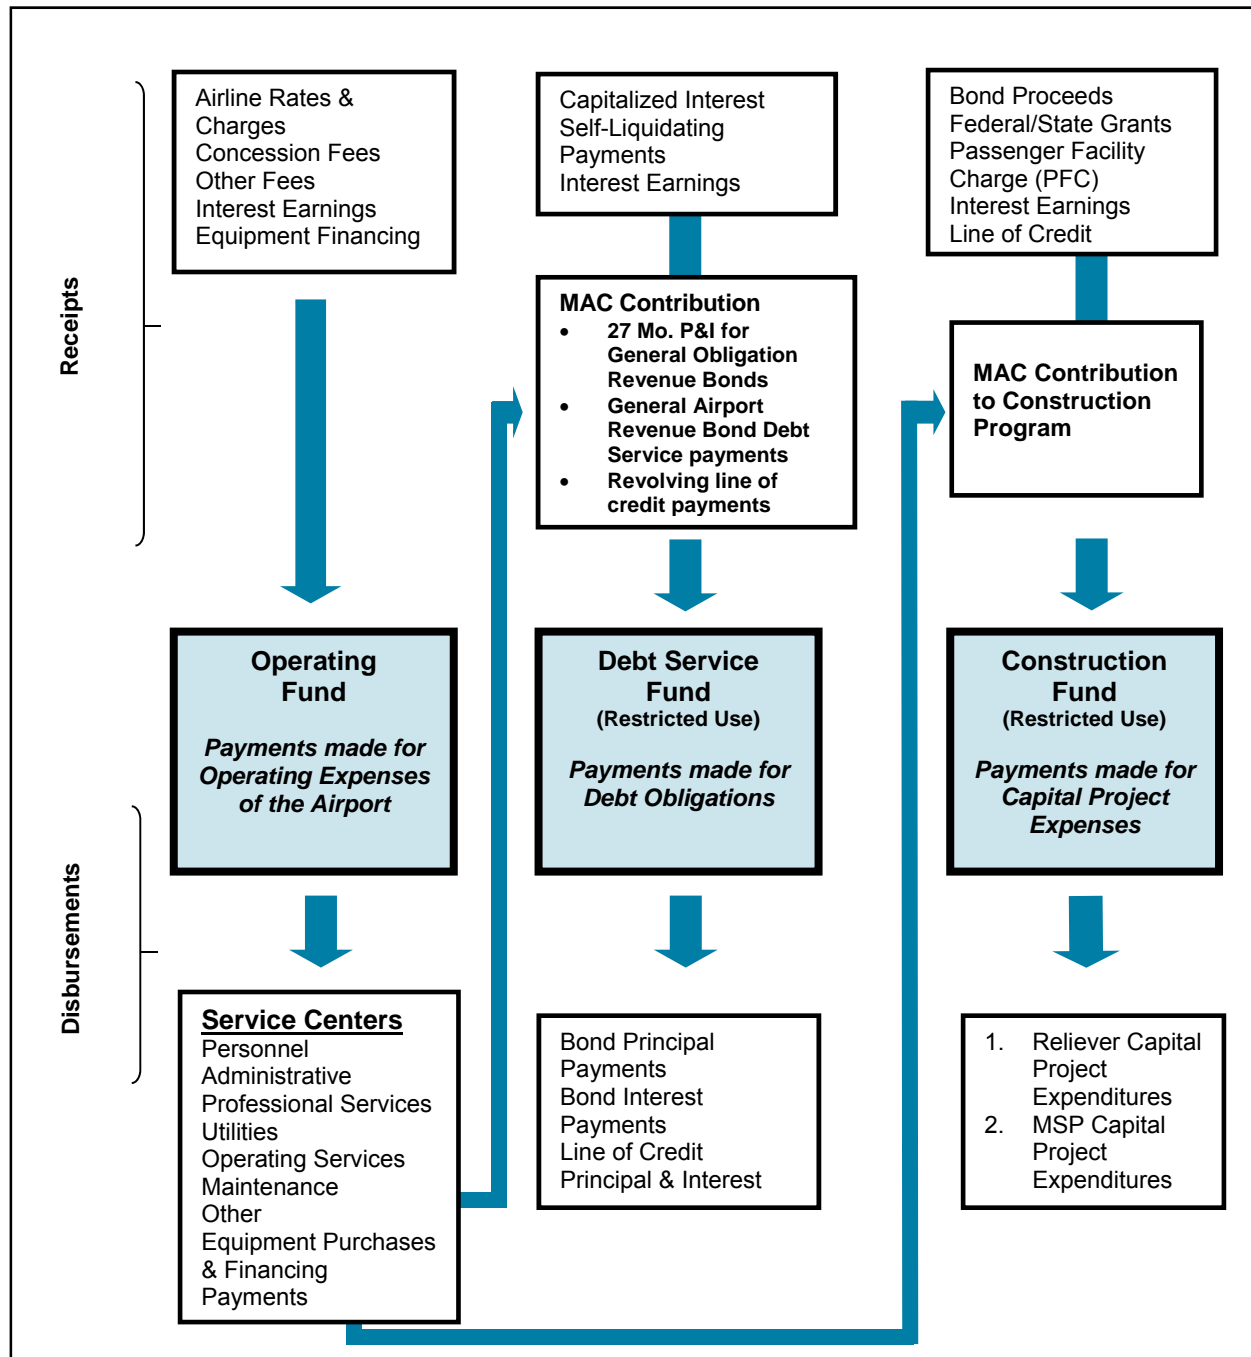 Receipts
Airline Rates &
Charges
Concession Fees
Other Fees
Interest Earnings
Equipment Financing
Capitalized Interest
Self-Liquidating
Payments
Interest Earnings
Bond Proceeds
Federal/State Grants
Passenger Facility
Charge (PFC)
Interest Earnings
Line of Credit
MAC Contribution
• 27 Mo. P&I for
General Obligation
Revenue Bonds
• General Airport
Revenue Bond Debt
Service payments
• Revolving line of
credit payments
MAC Contribution
to Construction
Program
Operating
Fund
Payments made for
Operating Expenses
of the Airport
Debt Service
Fund
(Restricted Use)
Payments made for
Debt Obligations
Construction
Fund
(Restricted Use)
Payments made for
Capital Project
Expenses
Disbursements
Service Centers
Personnel
Administrative
Professional Services
Utilities
Operating Services
Maintenance
Other
Equipment Purchases
& Financing
Payments
Bond Principal
Payments
Bond Interest
Payments
Line of Credit
Principal & Interest
1. Reliever Capital
Project
Expenditures
2. MSP Capital
Project
Expenditures